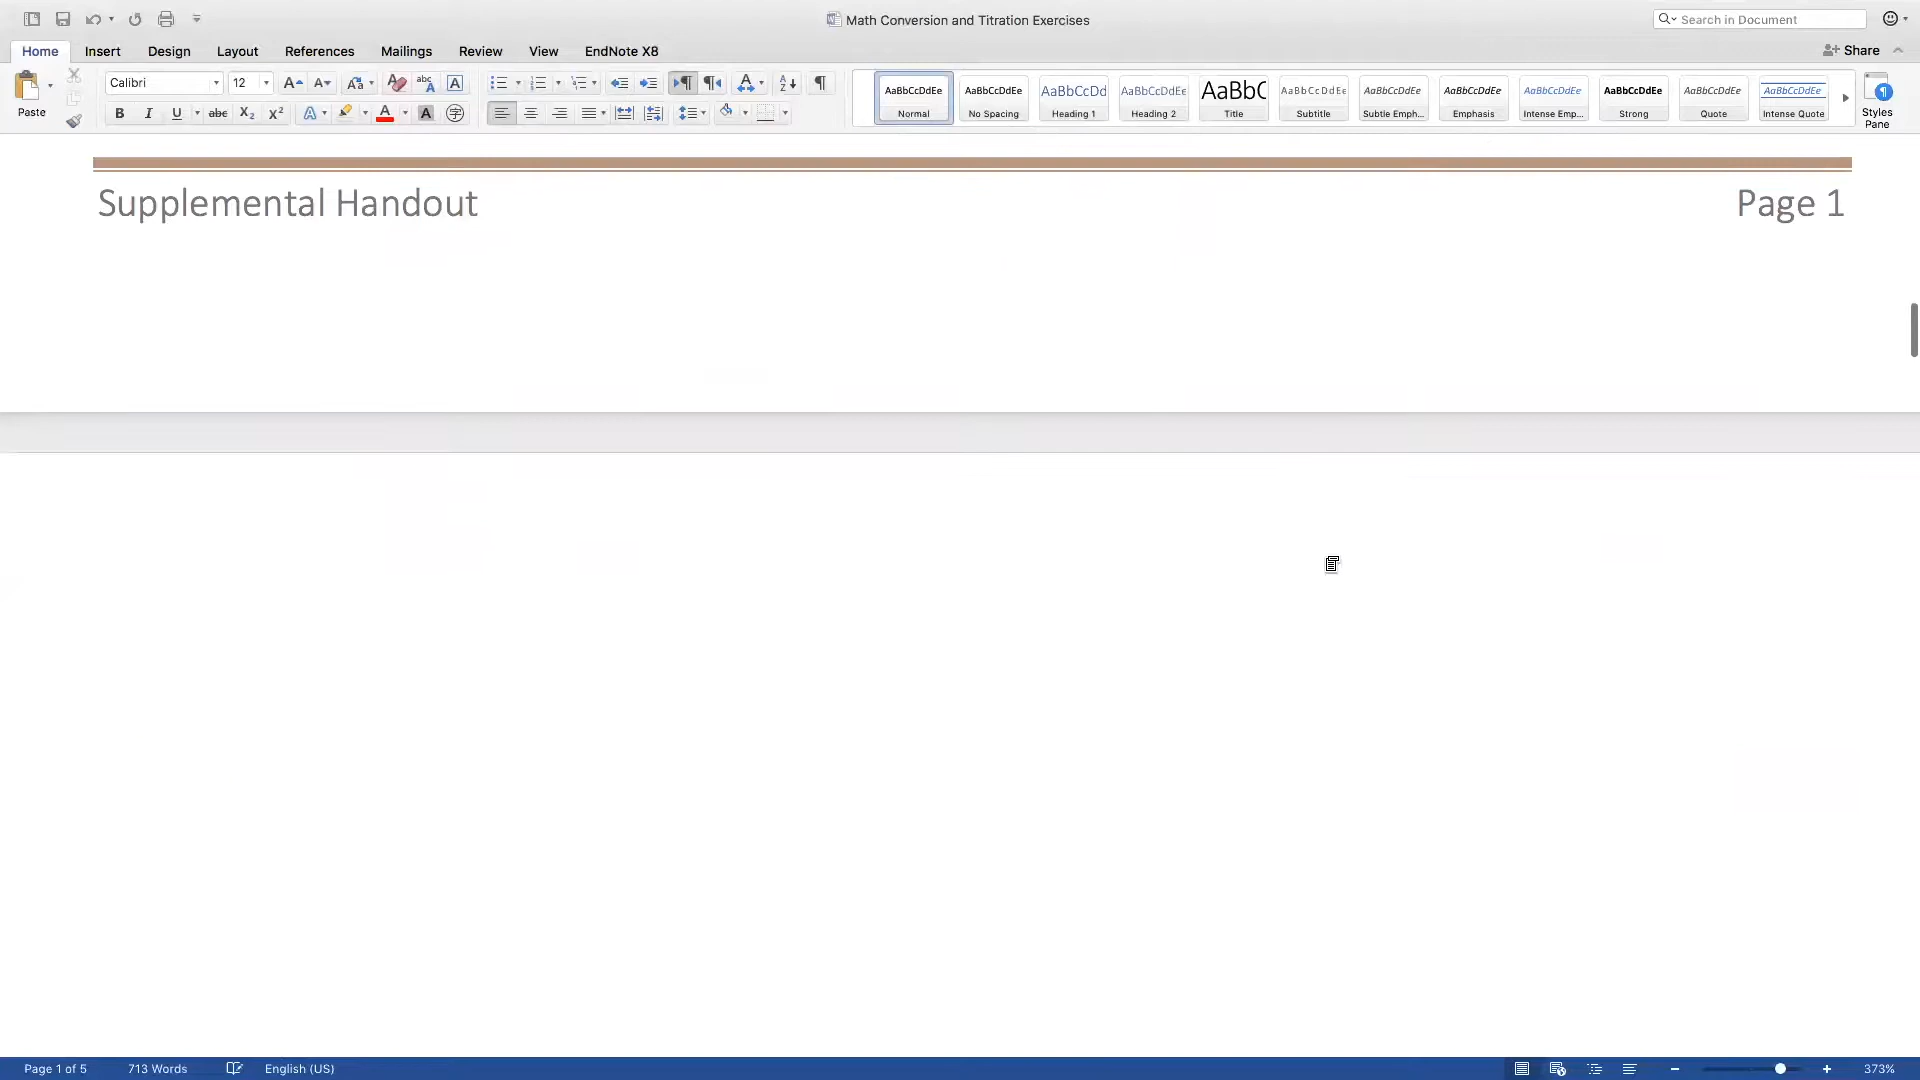 Math Conversion and Titration Exercises
Search in Document
Home Insert Design Layout References Mailings Review View EndNote X8
Share
Paste
Calibri
12
AaBbCcDdEe
Normal
AaBbCcDdEe
No Spacing
AaBbCcDd
Heading 1
AaBbCcDdEe
Heading 2
AaBbC
Title
AaBbCcDdEe
Subtitle
AaBbCcDdEe
Subtle Emph...
AaBbCcDdEe
Emphasis
AaBbCcDdEe
Intense Emp...
AaBbCcDdEe
Strong
AaBbCcDdEe
Quote
AaBbCcDdEe
Intense Quote
Styles
Pane
Supplemental Handout
Page 1
Page 1 of 5
713 Words
English (US)
373%